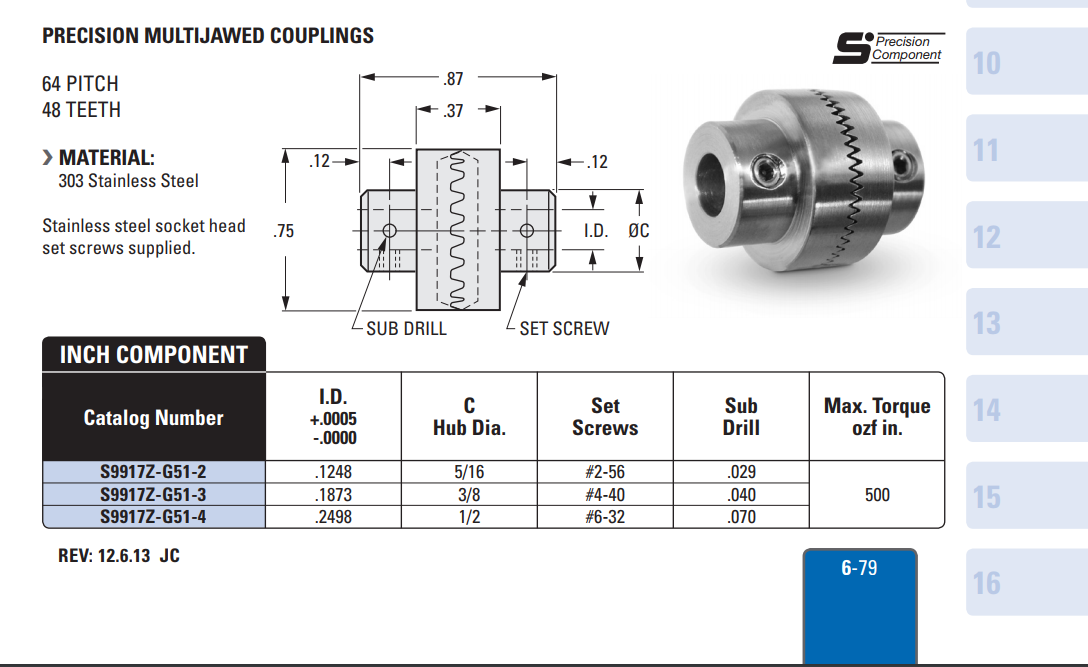 PRECISION MULTIJAWED COUPLINGS
Precision
Component
64 PITCH
48 TEETH
❯ MATERIAL:
303 Stainless Steel
Stainless steel socket head
set screws supplied.
.87
.37
.12
.12
.75
I.D.
ØC
SUB DRILL
SET SCREW
INCH COMPONENT
Catalog Number
I.D.
+.0005
-.0000
C
Hub Dia.
Set
Screws
Sub
Drill
Max. Torque
ozf in.
S9917Z-G51-2 .1248 5/16 #2-56 .029
S9917Z-G51-3 .1873 3/8 #4-40 .040 500
S9917Z-G51-4 .2498 1/2 #6-32 .070
REV: 12.6.13 JC
6-79
10
11
12
13
14
15
16